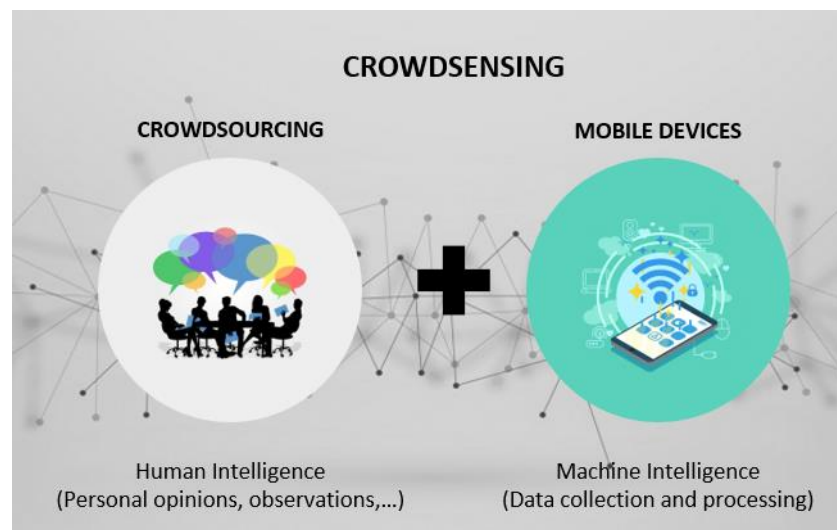 CROWDSENSING
CROWDSOURCING
MOBILE DEVICES
Human Intelligence
(Personal opinions, observations,...)
Machine Intelligence
(Data collection and processing)